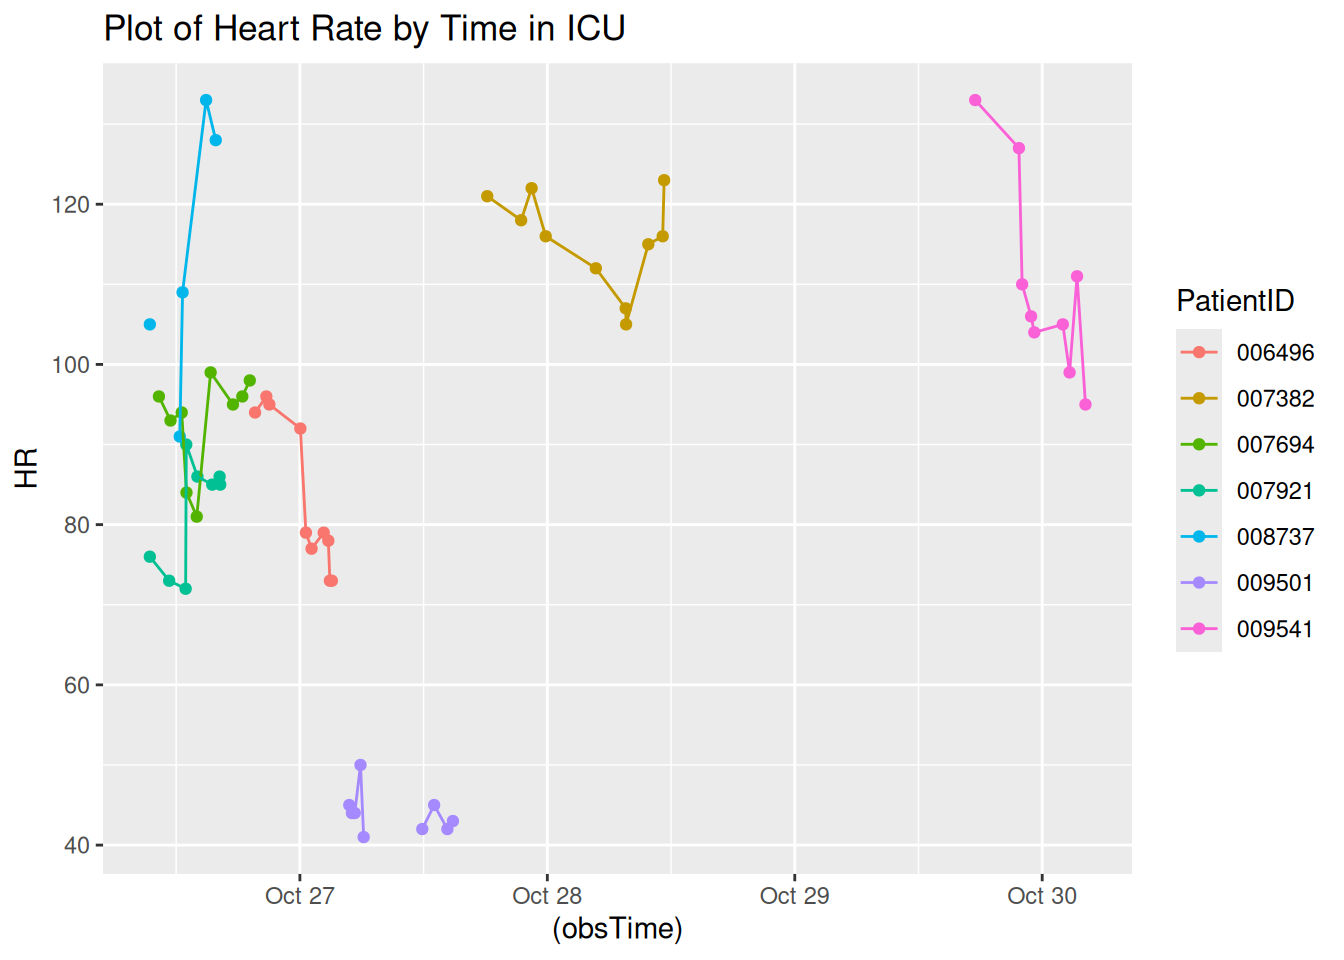 Plot of Heart Rate by Time in ICU
HR
120
100
80
60
40
Oct 27
Oct 28
Oct 29
Oct 30
(obsTime)
PatientID
006496
007382
007694
007921
008737
009501
009541